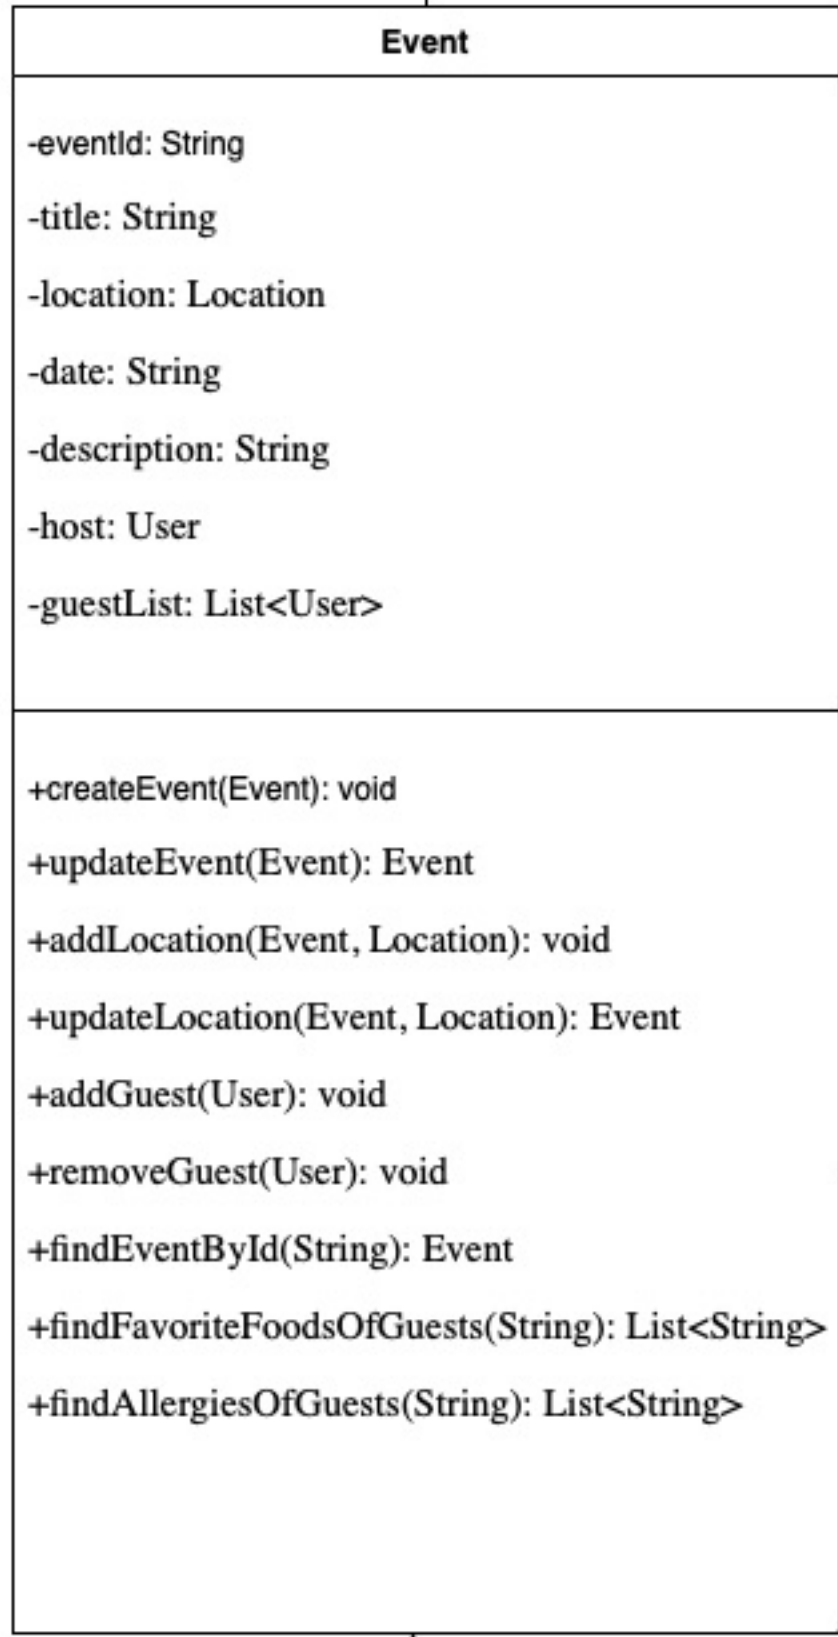 Event
-eventId: String
-title: String
-location: Location
-date: String
-description: String
-host: User
-guestList: List<User>
+createEvent(Event): void
+updateEvent(Event): Event
+addLocation(Event, Location): void
+updateLocation(Event, Location): Event
+addGuest(User): void
+removeGuest(User): void
+findEventById(String): Event
+findFavoriteFoodsOfGuests(String): List<String>
+findAllergiesOfGuests(String): List<String>